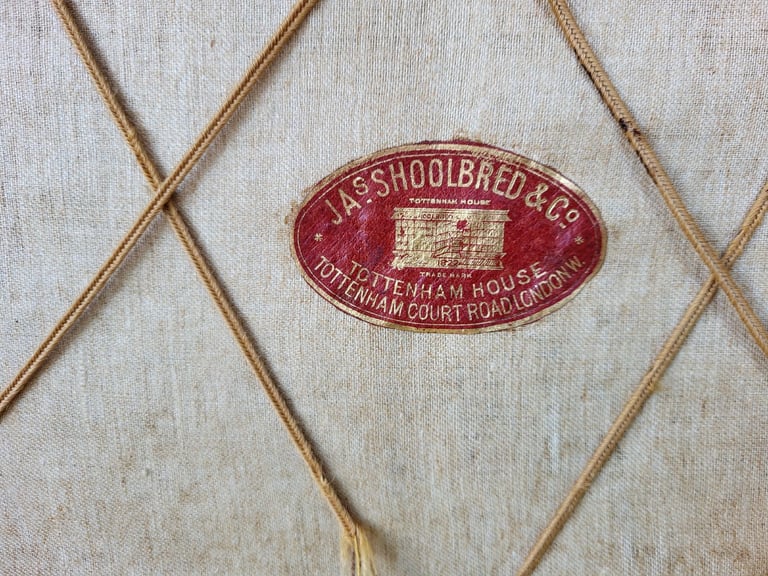 JAS SHOOLBRED & Co
TOTTENHAM HOUSE
TRADE MARK
TOTTENHAM HOUSE
TOTTENHAM COURT ROAD LONDON.W.